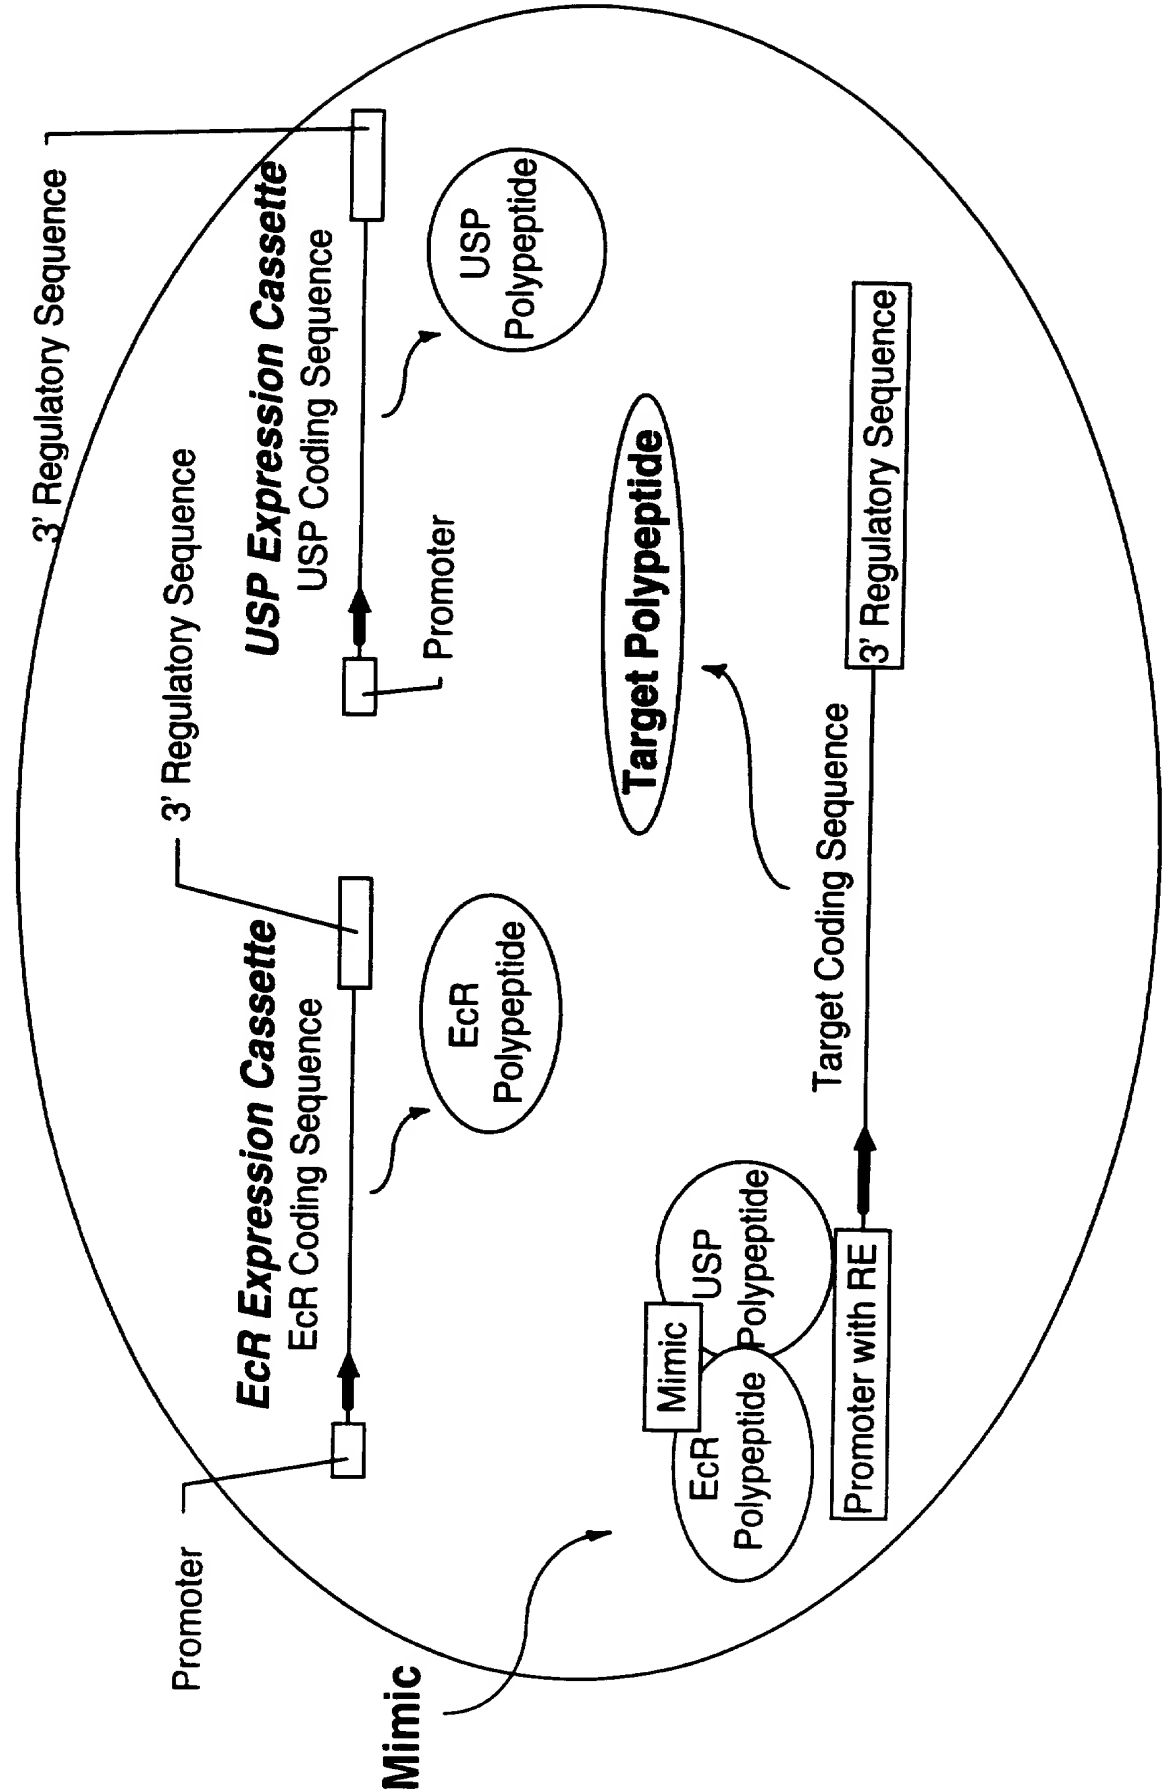 3' Regulatory Sequence
3' Regulatory Sequence
Promoter
EcR Expression Cassette
EcR Coding Sequence
USP Expression Cassette
USP Coding Sequence
Promoter
EcR
Polypeptide
USP
Polypeptide
Mimic
Target Polypeptide
Mimic
EcR
Polypeptide
USP
Polypeptide
Target Coding Sequence
Promoter with RE
3' Regulatory Sequence